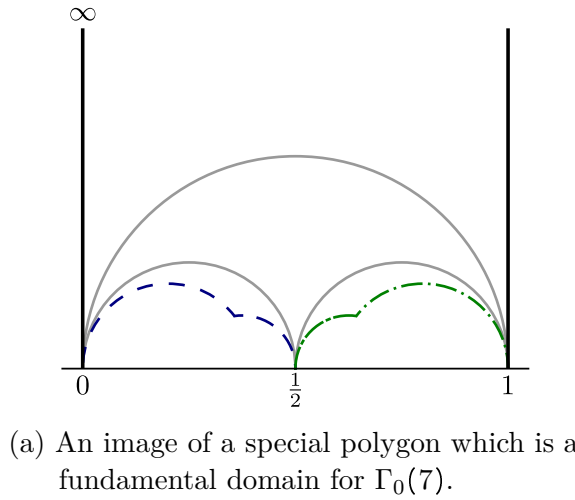 ∞
0 1/2 1
(a) An image of a special polygon which is a
fundamental domain for Γ₀(7).